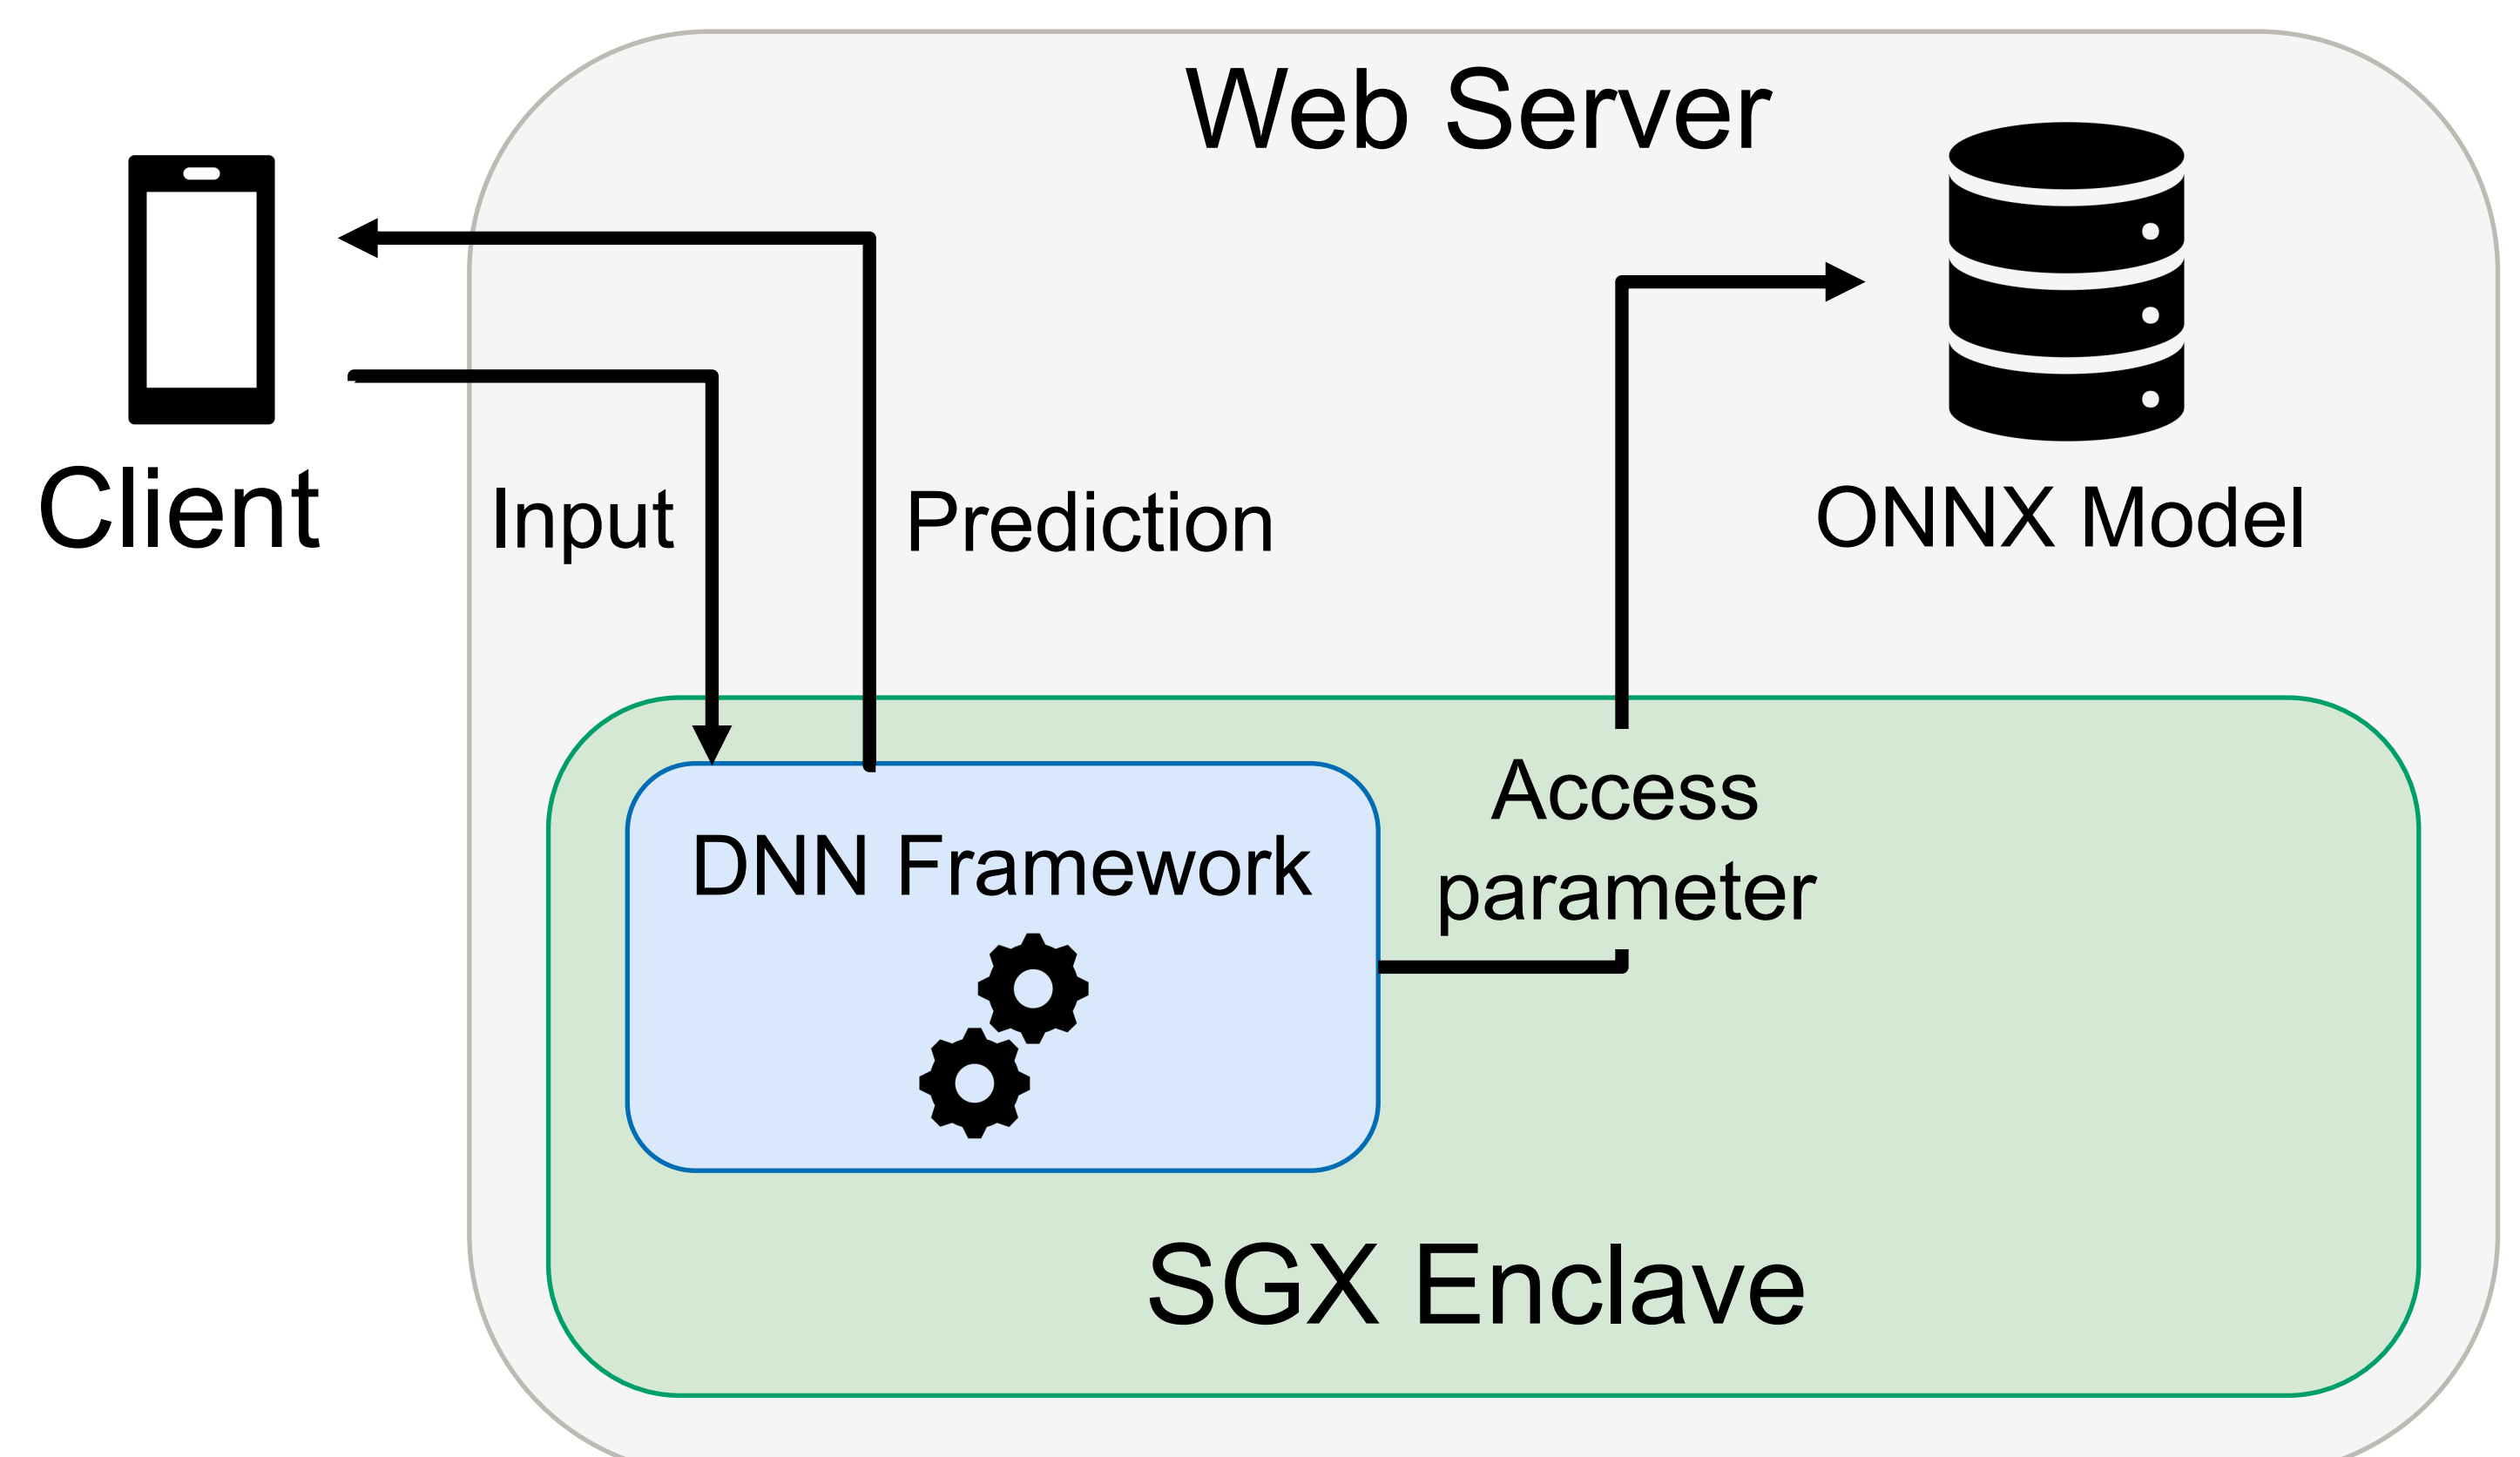 Web Server
Client
Input
Prediction
ONNX Model
DNN Framework
Access
parameter
SGX Enclave